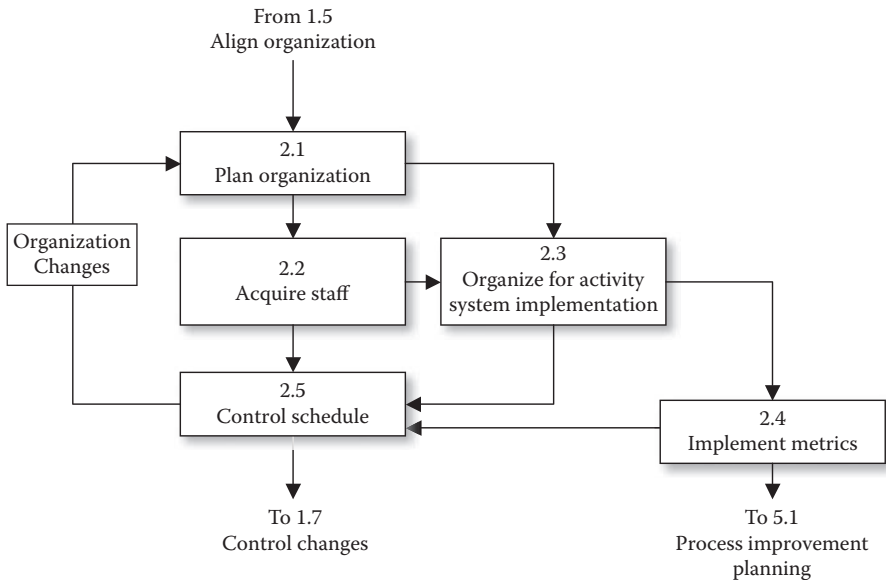 From 1.5
Align organization
2.1
Plan organization
Organization
Changes
2.2
Acquire staff
2.3
Organize for activity
system implementation
2.5
Control schedule
2.4
Implement metrics
To 1.7
Control changes
To 5.1
Process improvement
planning